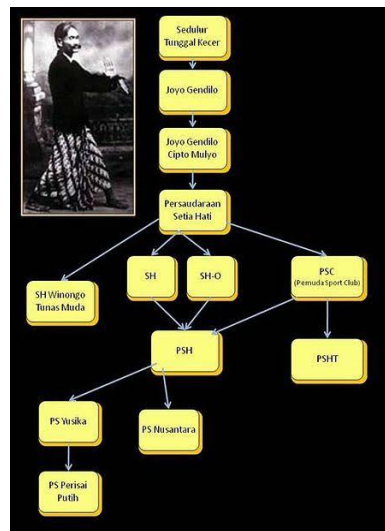 Sedulur
Tunggal Kecer
Joyo Gendilo
Joyo Gendilo
Cipto Mulyo
Persaudaraan
Setia Hati
SH Winongo
Tunas Muda
SH
SH-O
PSC
(Pemuda Sport Club)
PSH
PSHT
PS Yusika
PS Nusantara
PS Perisai
Putih